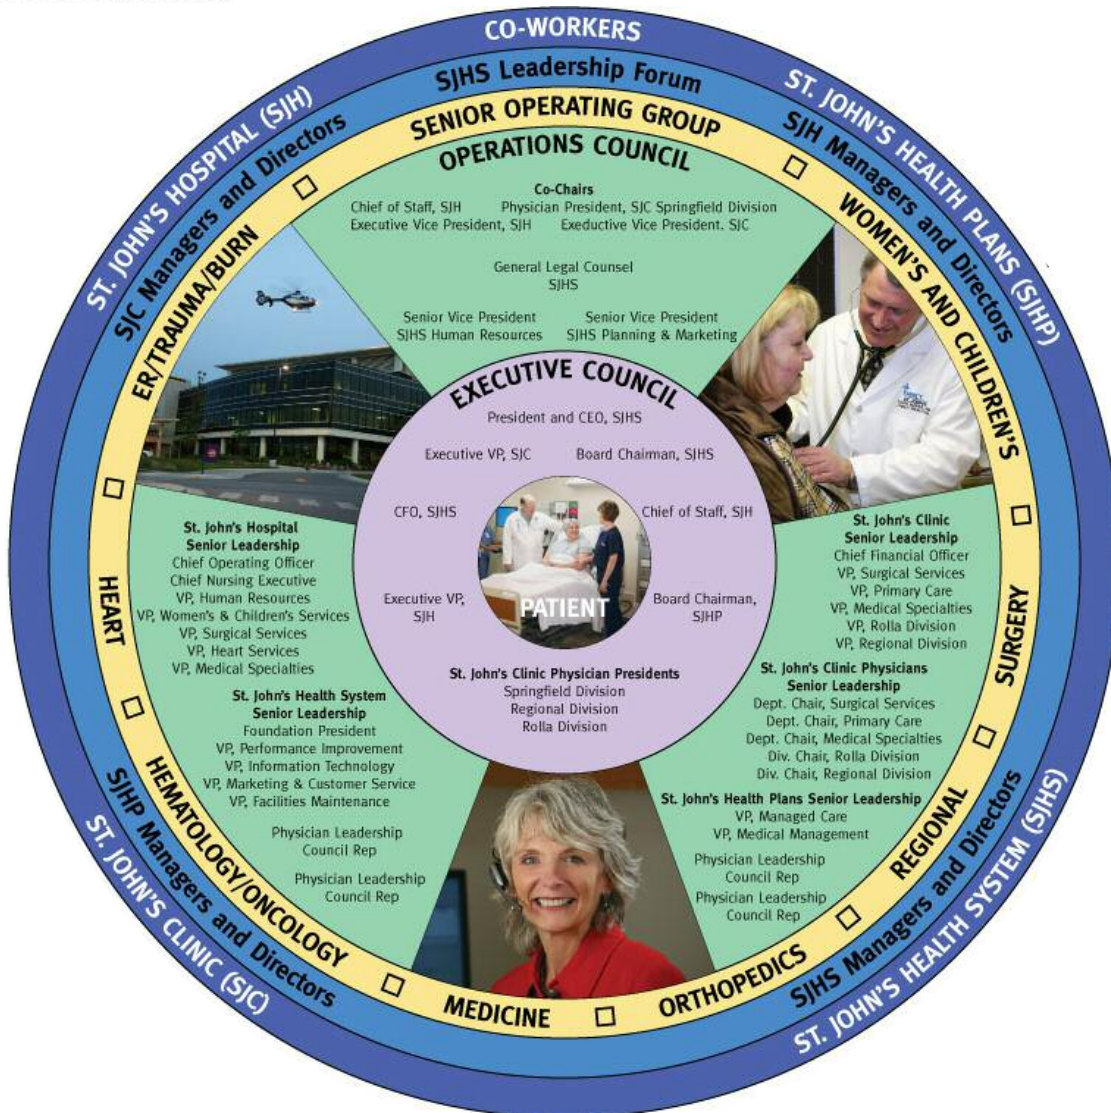 CO-WORKERS
ST. JOHN'S HOSPITAL (SJH)
ST. JOHN'S HEALTH PLANS (SJHP)
ST. JOHN'S CLINIC (SJC)
ST. JOHN'S HEALTH SYSTEM (SJHS)
SJHS Leadership Forum
SJC Managers and Directors
SJH Managers and Directors
SJHP Managers and Directors
SJHS Managers and Directors
SENIOR OPERATING GROUP
WOMEN'S AND CHILDREN'S
SURGERY
REGIONAL
ORTHOPEDICS
MEDICINE
HEMATOLOGY/ONCOLOGY
HEART
ER/TRAUMA/BURN
OPERATIONS COUNCIL
Co-Chairs
Chief of Staff, SJH Physician President, SJC Springfield Division
Executive Vice President, SJH Exeductive Vice President. SJC
General Legal Counsel
SJHS
Senior Vice President
SJHS Human Resources
Senior Vice President
SJHS Planning & Marketing
EXECUTIVE COUNCIL
President and CEO, SJHS
Executive VP, SJC Board Chairman, SJHS
CFO, SJHS Chief of Staff, SJH
Executive VP,
SJH
Board Chairman,
SJHP
PATIENT
St. John's Clinic Physician Presidents
Springfield Division
Regional Division
Rolla Division
St. John's Hospital
Senior Leadership
Chief Operating Officer
Chief Nursing Executive
VP, Human Resources
VP, Women's & Children's Services
VP, Surgical Services
VP, Heart Services
VP, Medical Specialties
St. John's Health System
Senior Leadership
Foundation President
VP, Performance Improvement
VP, Information Technology
VP, Marketing & Customer Service
VP, Facilities Maintenance
Physician Leadership
Council Rep
Physician Leadership
Council Rep
St. John's Clinic
Senior Leadership
Chief Financial Officer
VP, Surgical Services
VP, Primary Care
VP, Medical Specialties
VP, Rolla Division
VP, Regional Division
St. John's Clinic Physicians
Senior Leadership
Dept. Chair, Surgical Services
Dept. Chair, Primary Care
Dept. Chair, Medical Specialties
Div. Chair, Rolla Division
Div. Chair, Regional Division
St. John's Health Plans Senior Leadership
VP, Managed Care
VP, Medical Management
Physician Leadership
Council Rep
Physician Leadership
Council Rep